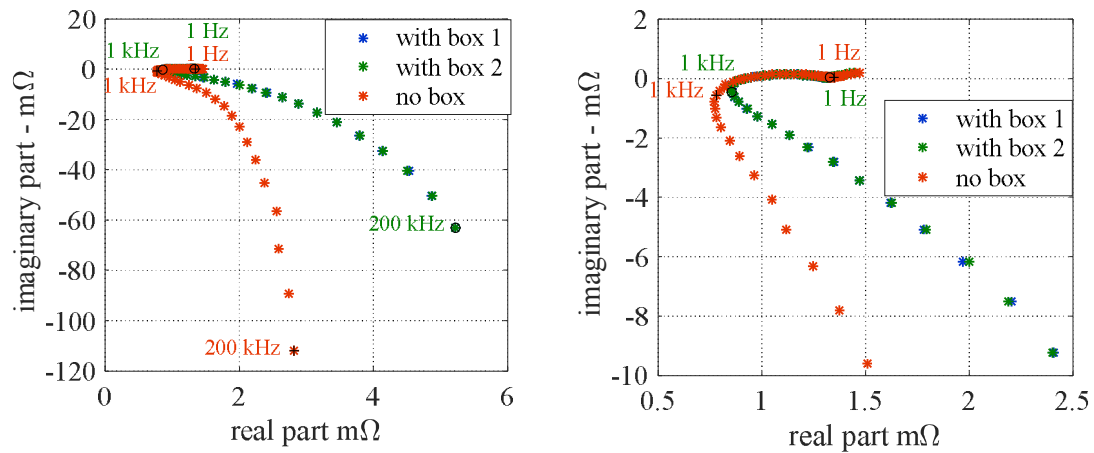 20
0
-20
-40
-60
-80
-100
-120
imaginary part - mΩ
0
2
4
6
real part mΩ
1 kHz
1 Hz
1 Hz
1 kHz
200 kHz
200 kHz
with box 1
with box 2
no box
2
0
-2
-4
-6
-8
-10
imaginary part - mΩ
0.5
1
1.5
2
2.5
real part mΩ
1 kHz
1 Hz
1 kHz
1 Hz
with box 1
with box 2
no box